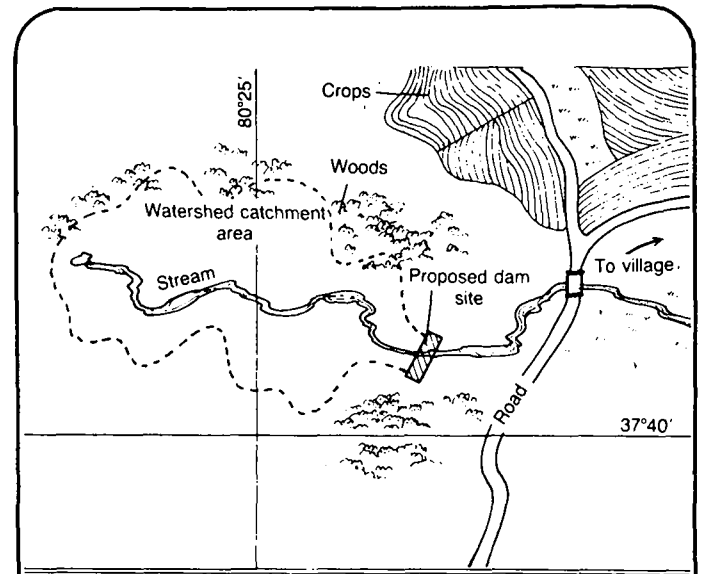 Crops
80°25′
Woods
Watershed catchment
area
Stream
Proposed dam
site
To village
Road
37°40′